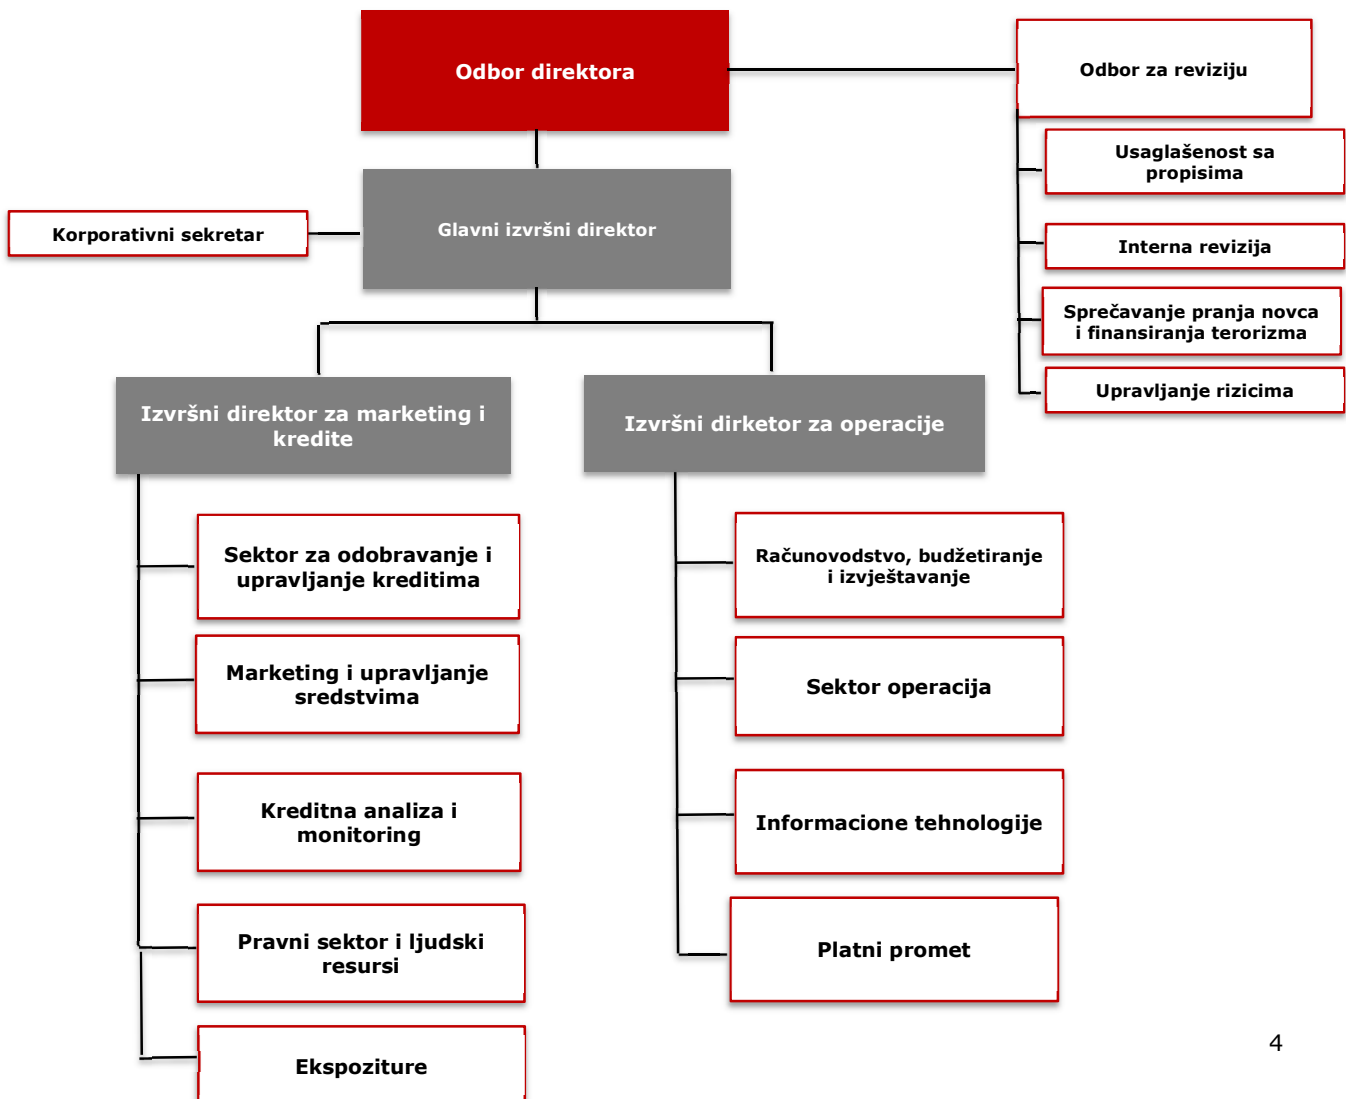 Odbor direktora
Odbor za reviziju
Usaglašenost sa
propisima
Korporativni sekretar
Glavni izvršni direktor
Interna revizija
Sprečavanje pranja novca
i finansiranja terorizma
Upravljanje rizicima
Izvršni direktor za marketing i
kredite
Izvršni dirketor za operacije
Sektor za odobravanje i
upravljanje kreditima
Marketing i upravljanje
sredstvima
Kreditna analiza i
monitoring
Pravni sektor i ljudski
resursi
Ekspoziture
Računovodstvo, budžetiranje
i izvještavanje
Sektor operacija
Informacione tehnologije
Platni promet
4